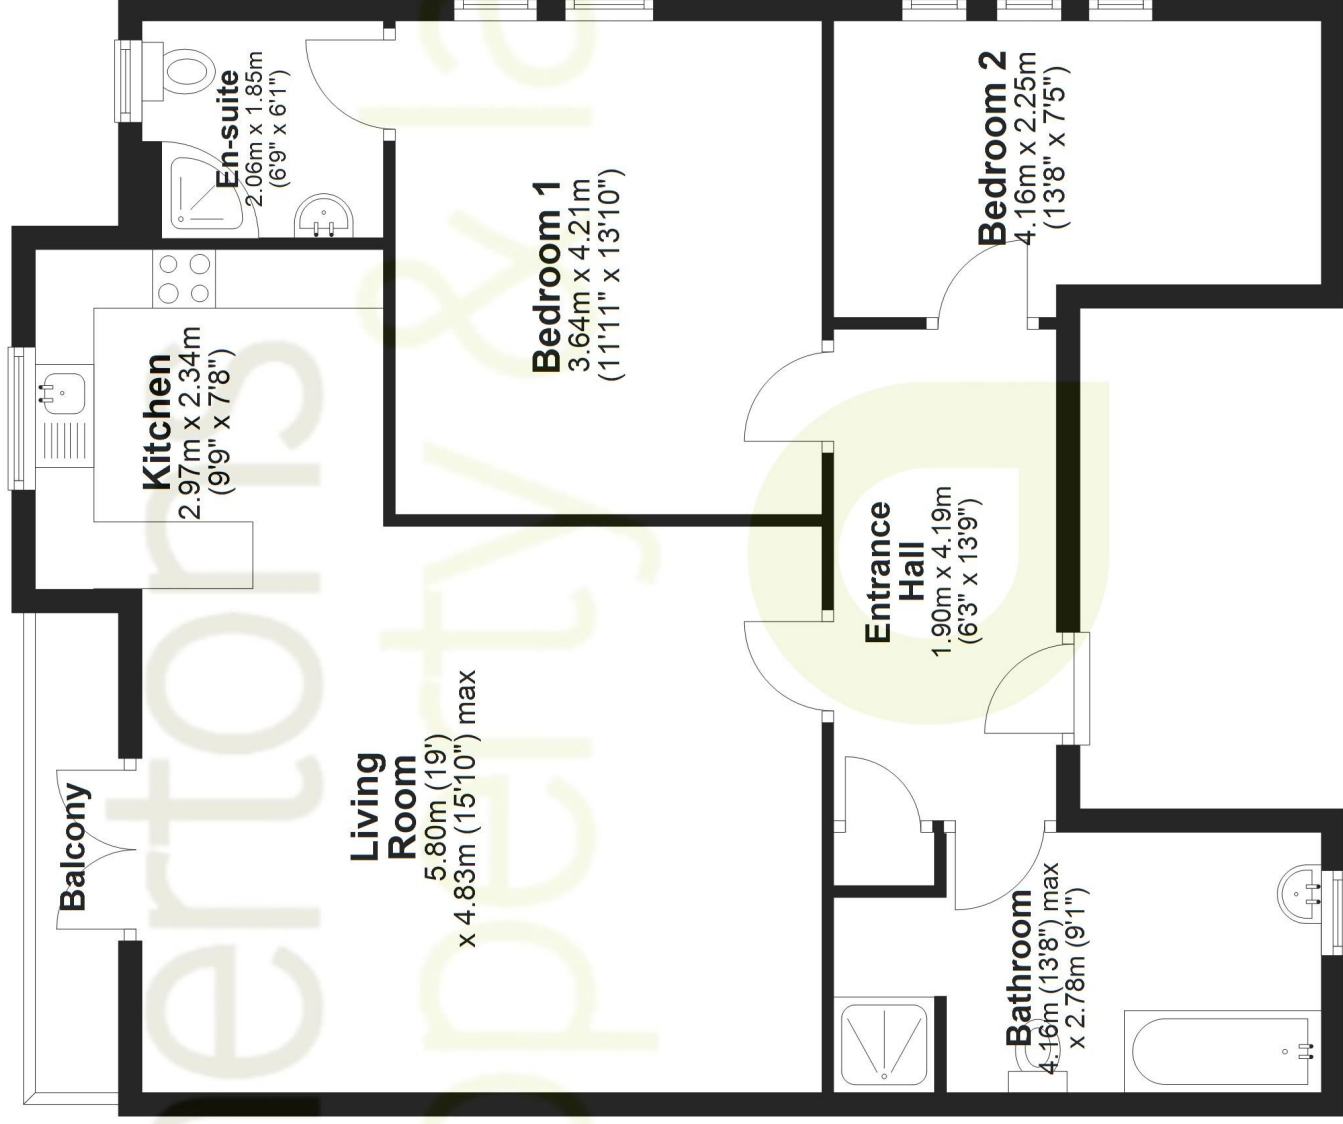 En-suite
2.06m x 1.85m
(6'9" x 6'1")
Bedroom 1
3.64m x 4.21m
(11'11" x 13'10")
Bedroom 2
4.16m x 2.25m
(13'8" x 7'5")
Kitchen
2.97m x 2.34m
(9'9" x 7'8")
Entrance
Hall
1.90m x 4.19m
(6'3" x 13'9")
Living
Room
5.80m (19')
x 4.83m (15'10") max
Balcony
Bathroom
4.16m (13'8") max
x 2.78m (9'1")
ertons
perty & la